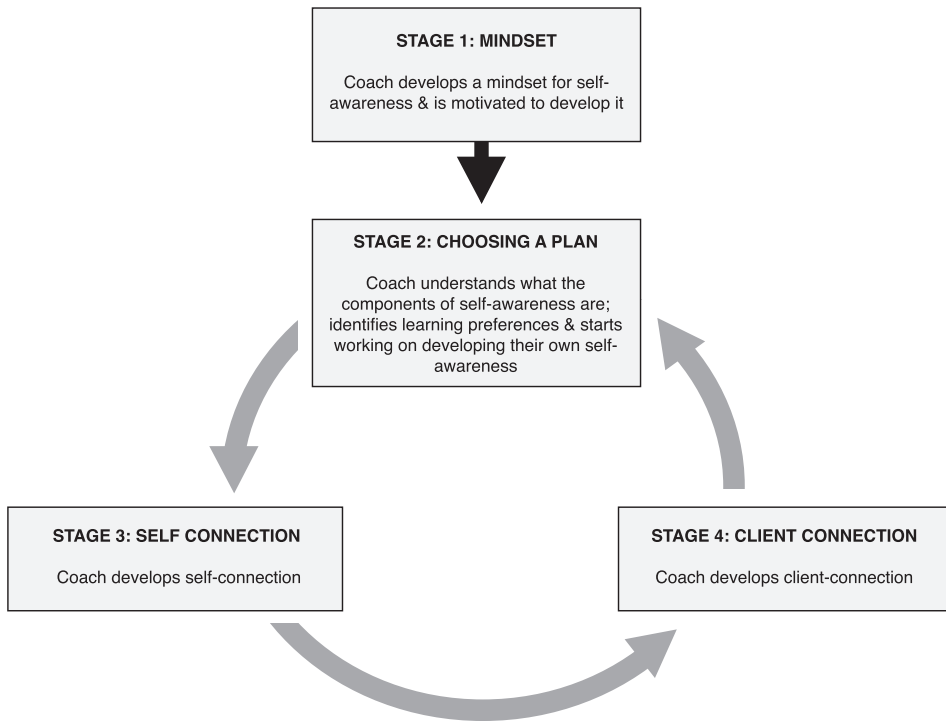 STAGE 1: MINDSET
Coach develops a mindset for self-
awareness & is motivated to develop it
STAGE 2: CHOOSING A PLAN
Coach understands what the
components of self-awareness are;
identifies learning preferences & starts
working on developing their own self-
awareness
STAGE 3: SELF CONNECTION
Coach develops self-connection
STAGE 4: CLIENT CONNECTION
Coach develops client-connection